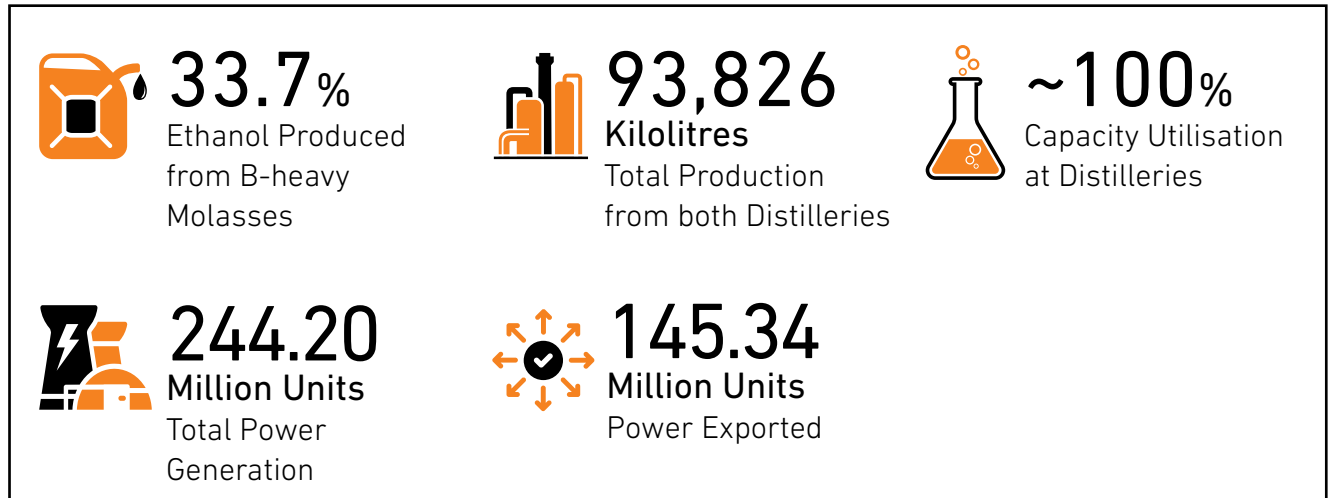 33.7%
Ethanol Produced
from B-heavy
Molasses
93,826
Kilolitres
Total Production
from both Distilleries
~100%
Capacity Utilisation
at Distilleries
244.20
Million Units
Total Power
Generation
145.34
Million Units
Power Exported